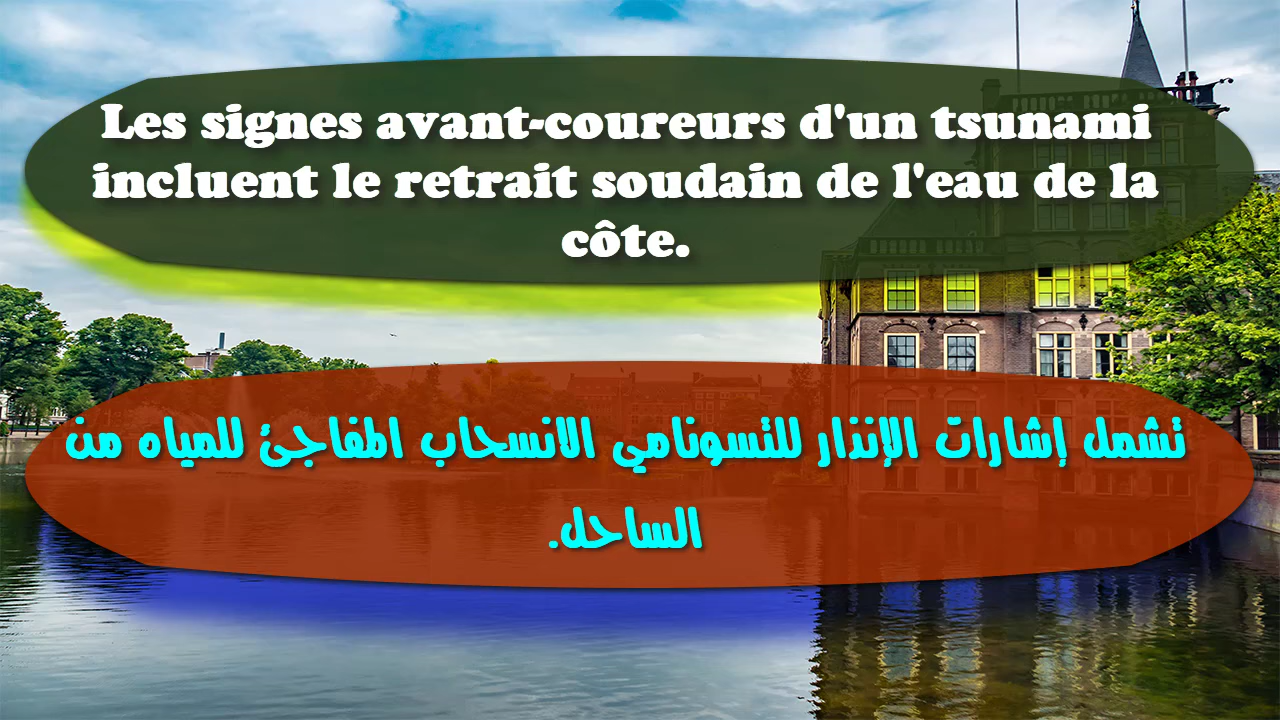 Les signes avant-coureurs d'un tsunami
incluent le retrait soudain de l'eau de la
côte.
تشمل إشارات الإنذار للتسونامي الانسحاب المفاجئ للمياه من
الساحل.